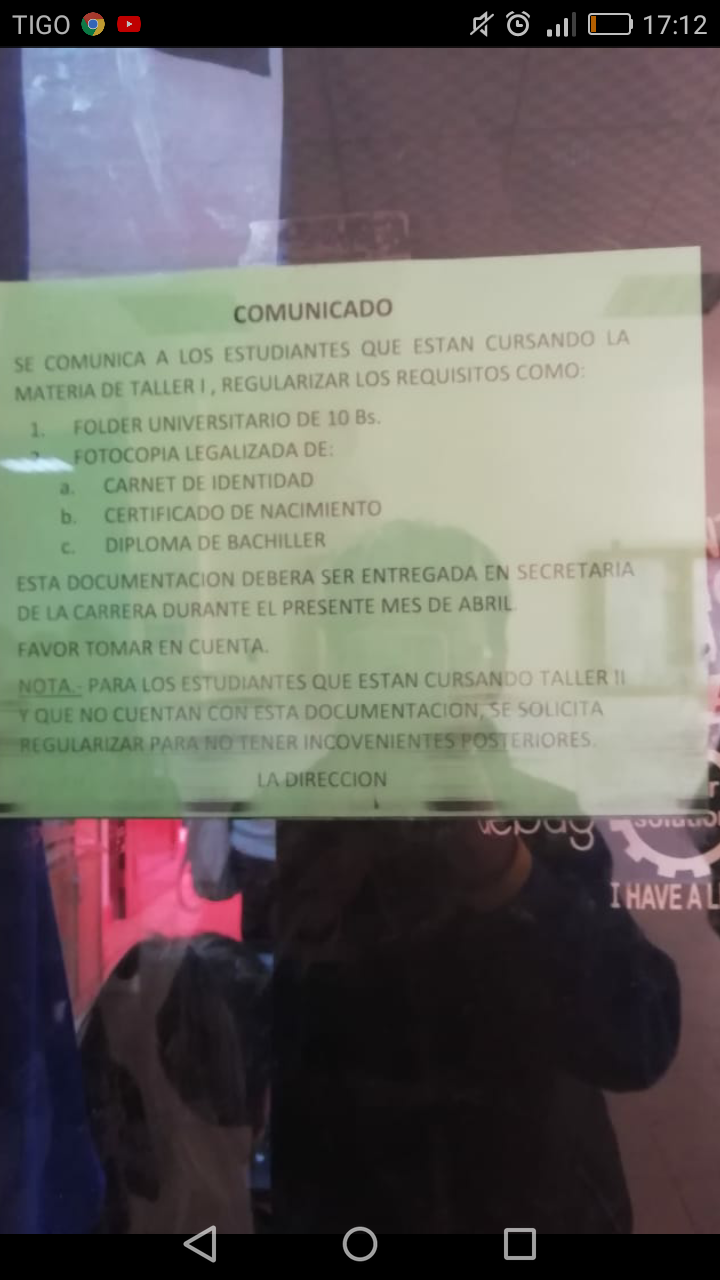 TIGO 17:12
COMUNICADO
SE COMUNICA A LOS ESTUDIANTES QUE ESTAN CURSANDO LA
MATERIA DE TALLER I , REGULARIZAR LOS REQUISITOS COMO:
1. FOLDER UNIVERSITARIO DE 10 Bs.
2. FOTOCOPIA LEGALIZADA DE:
a. CARNET DE IDENTIDAD
b. CERTIFICADO DE NACIMIENTO
c. DIPLOMA DE BACHILLER
ESTA DOCUMENTACION DEBERA SER ENTREGADA EN SECRETARIA
DE LA CARRERA DURANTE EL PRESENTE MES DE ABRIL.
FAVOR TOMAR EN CUENTA.
NOTA.- PARA LOS ESTUDIANTES QUE ESTAN CURSANDO TALLER II
Y QUE NO CUENTAN CON ESTA DOCUMENTACION, SE SOLICITA
REGULARIZAR PARA NO TENER INCOVENIENTES POSTERIORES.
LA DIRECCION
I HAVE A